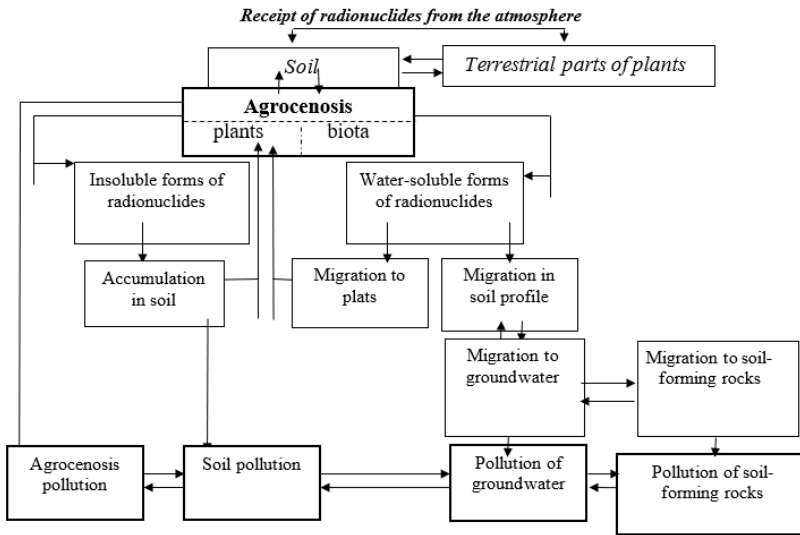 Receipt of radionuclides from the atmosphere
Soil
Terrestrial parts of plants
Agrocenosis
plants
biota
Insoluble forms of
radionuclides
Water-soluble forms
of radionuclides
Accumulation
in soil
Migration to
plats
Migration in
soil profile
Migration to
groundwater
Migration to soil-
forming rocks
Agrocenosis
pollution
Soil pollution
Pollution of
groundwater
Pollution of soil-
forming rocks